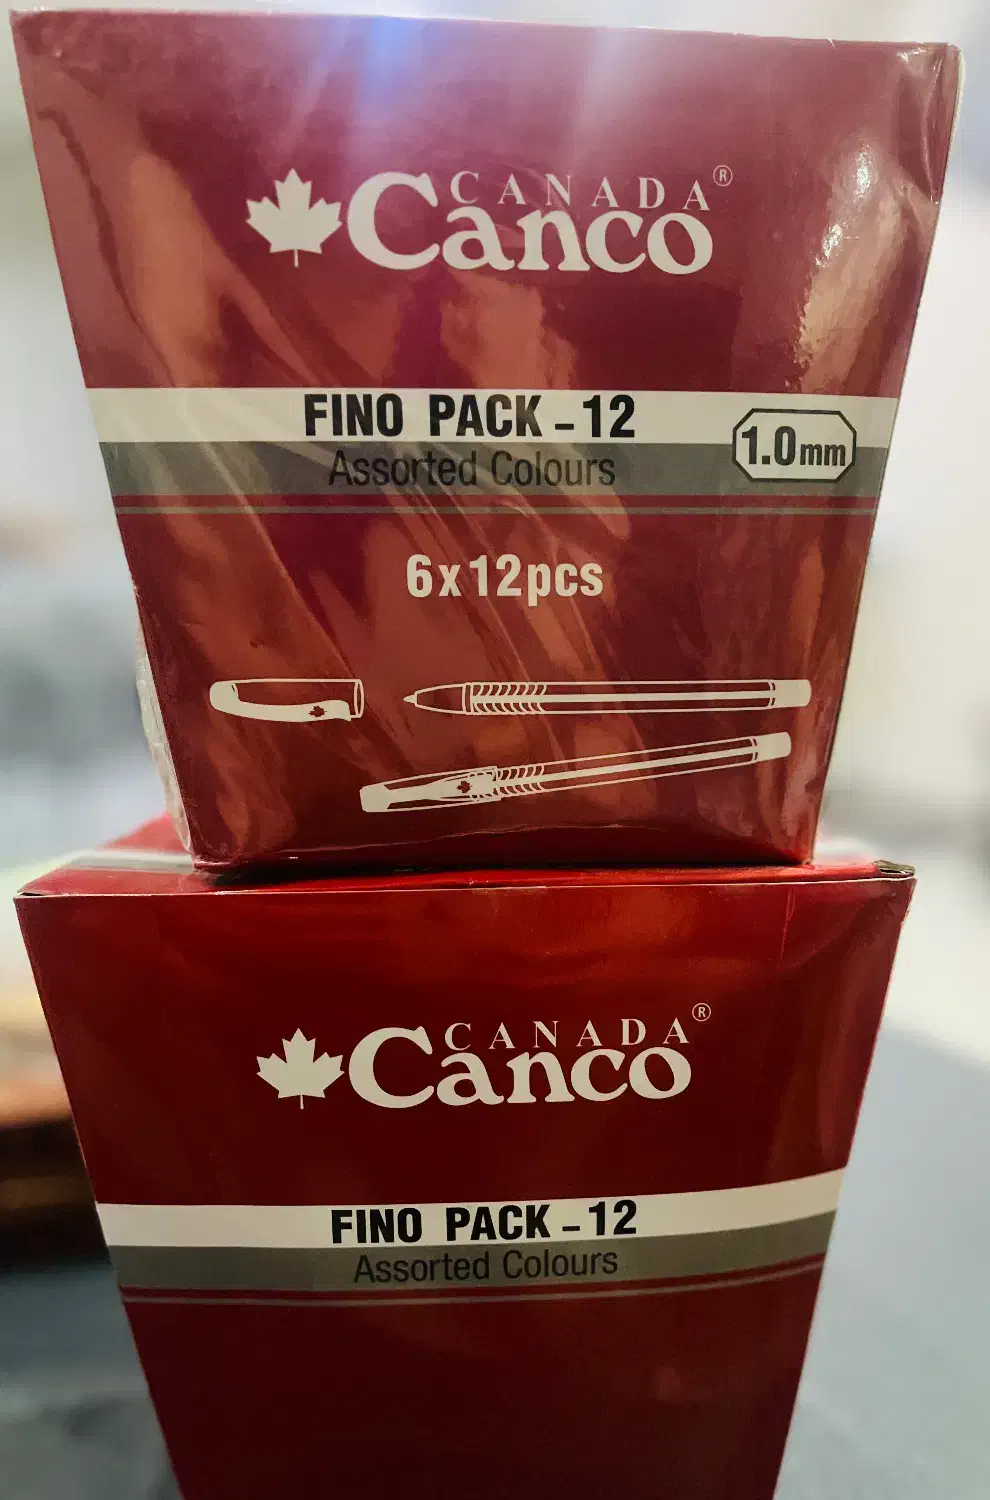 CANADA®
Canco
FINO PACK - 12
Assorted Colours
1.0mm
6x12pcs
CANADA®
Canco
FINO PACK - 12
Assorted Colours